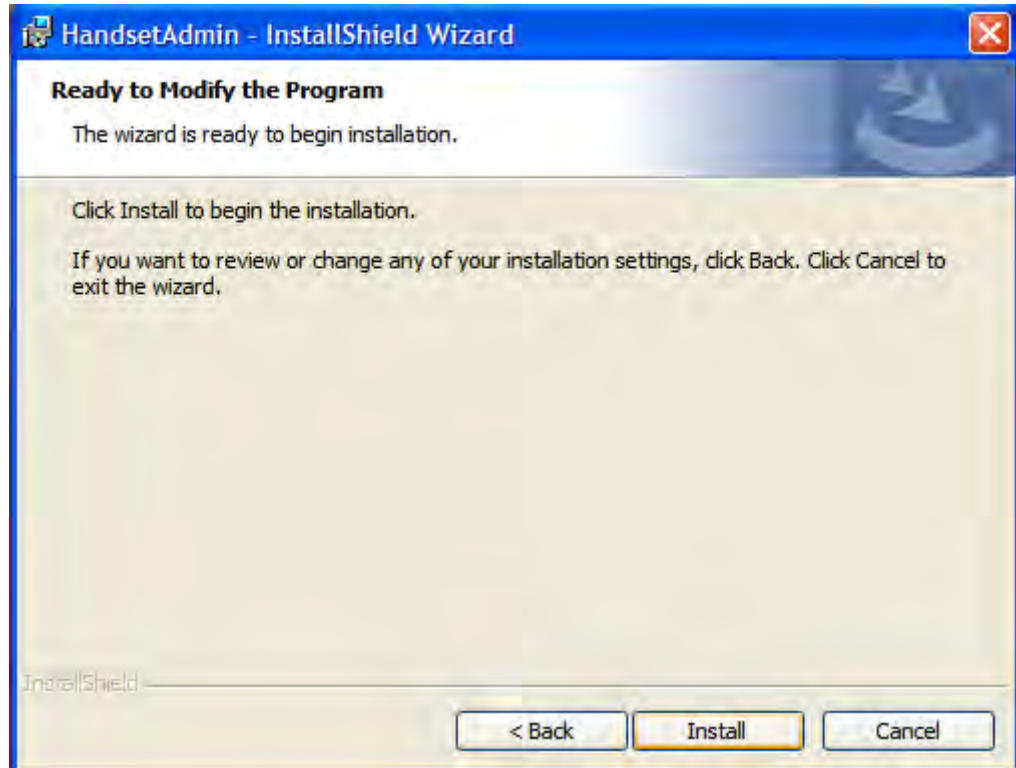 HandsetAdmin - InstallShield Wizard
Ready to Modify the Program
The wizard is ready to begin installation.
Click Install to begin the installation.
If you want to review or change any of your installation settings, click Back. Click Cancel to
exit the wizard.
InstallShield
< Back Install Cancel